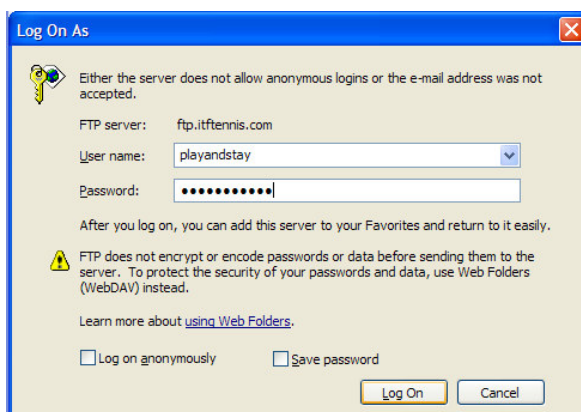 Log On As
Either the server does not allow anonymous logins or the e-mail address was not
accepted.
FTP server: ftp.itftennis.com
User name: playandstay
Password: •••••••••••
After you log on, you can add this server to your Favorites and return to it easily.
FTP does not encrypt or encode passwords or data before sending them to the
server. To protect the security of your passwords and data, use Web Folders
(WebDAV) instead.
Learn more about using Web Folders.
Log on anonymously Save password
Log On Cancel